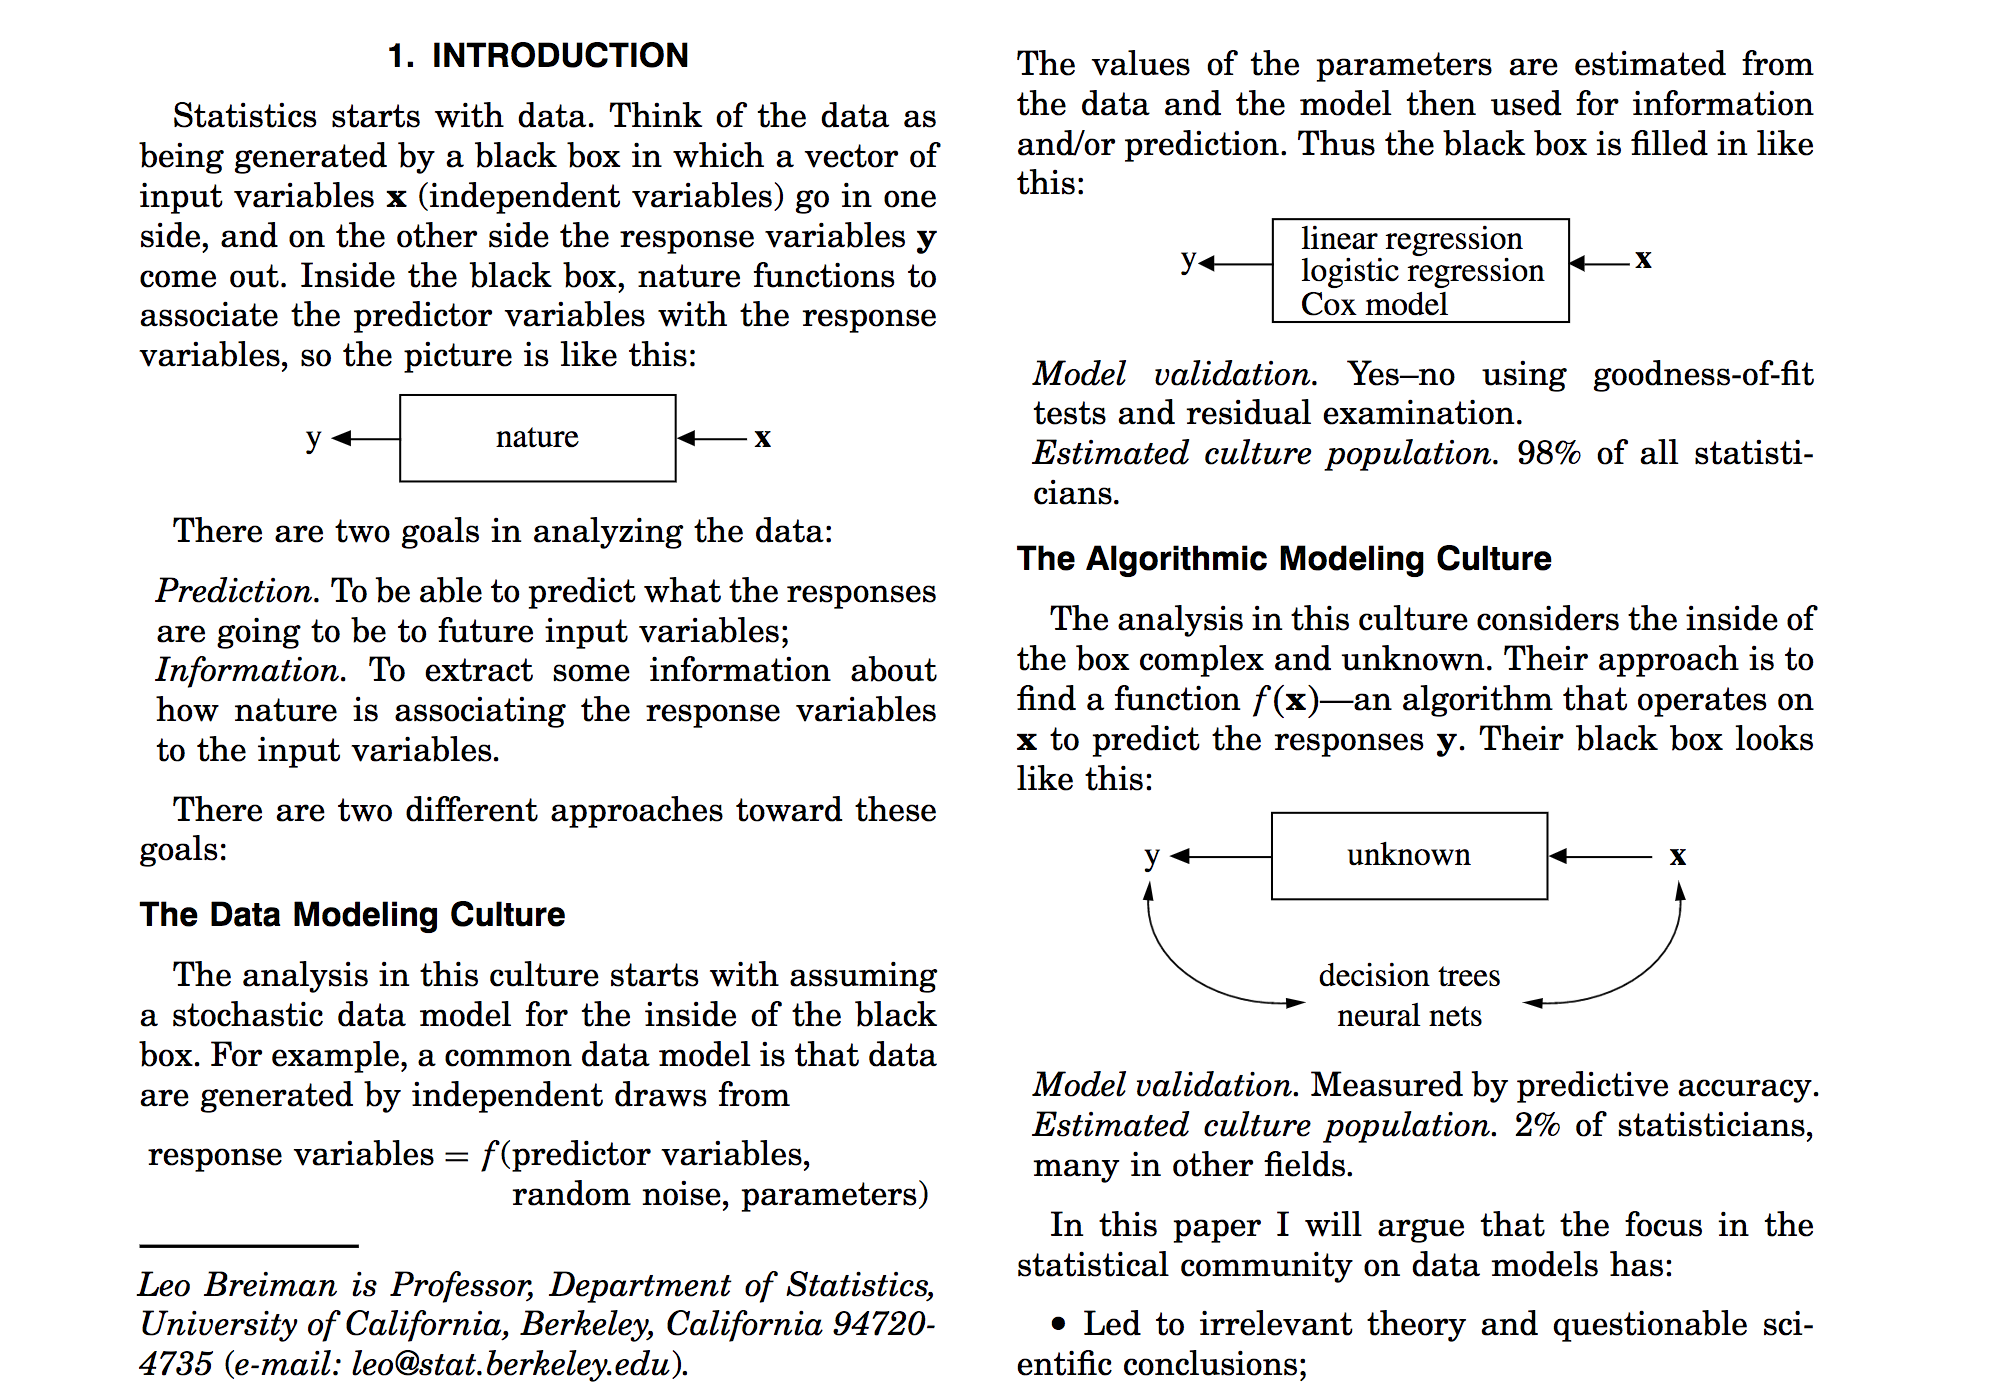 1. INTRODUCTION
Statistics starts with data. Think of the data as
being generated by a black box in which a vector of
input variables x (independent variables) go in one
side, and on the other side the response variables y
come out. Inside the black box, nature functions to
associate the predictor variables with the response
variables, so the picture is like this:
y nature x
There are two goals in analyzing the data:
Prediction. To be able to predict what the responses
are going to be to future input variables;
Information. To extract some information about
how nature is associating the response variables
to the input variables.
There are two different approaches toward these
goals:
The Data Modeling Culture
The analysis in this culture starts with assuming
a stochastic data model for the inside of the black
box. For example, a common data model is that data
are generated by independent draws from
response variables = f(predictor variables,
random noise, parameters)
Leo Breiman is Professor, Department of Statistics,
University of California, Berkeley, California 94720-
4735 (e-mail: leo@stat.berkeley.edu).
The values of the parameters are estimated from
the data and the model then used for information
and/or prediction. Thus the black box is filled in like
this:
linear regression
y logistic regression x
Cox model
Model validation. Yes–no using goodness-of-fit
tests and residual examination.
Estimated culture population. 98% of all statisti-
cians.
The Algorithmic Modeling Culture
The analysis in this culture considers the inside of
the box complex and unknown. Their approach is to
find a function f(x)—an algorithm that operates on
x to predict the responses y. Their black box looks
like this:
y unknown x
decision trees
neural nets
Model validation. Measured by predictive accuracy.
Estimated culture population. 2% of statisticians,
many in other fields.
In this paper I will argue that the focus in the
statistical community on data models has:
• Led to irrelevant theory and questionable sci-
entific conclusions;